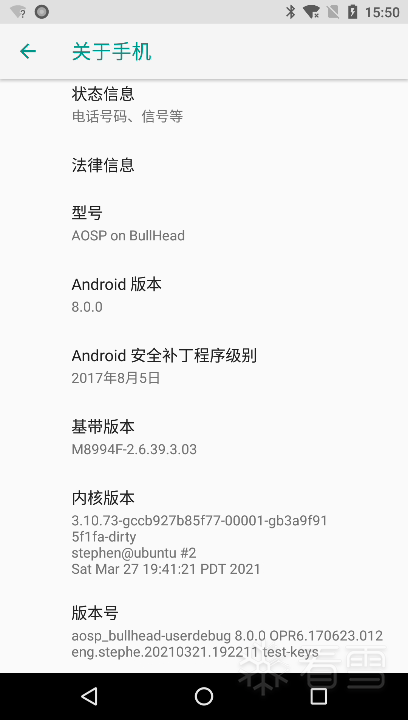 15:50
关于手机
状态信息
电话号码、信号等
法律信息
型号
AOSP on BullHead
Android 版本
8.0.0
Android 安全补丁程序级别
2017年8月5日
基带版本
M8994F-2.6.39.3.03
内核版本
3.10.73-gccb927b85f77-00001-gb3a9f91
5f1fa-dirty
stephen@ubuntu #2
Sat Mar 27 19:41:21 PDT 2021
版本号
aosp_bullhead-userdebug 8.0.0 OPR6.170623.012
eng.stephe.20210321.192211 test-keys
看雪